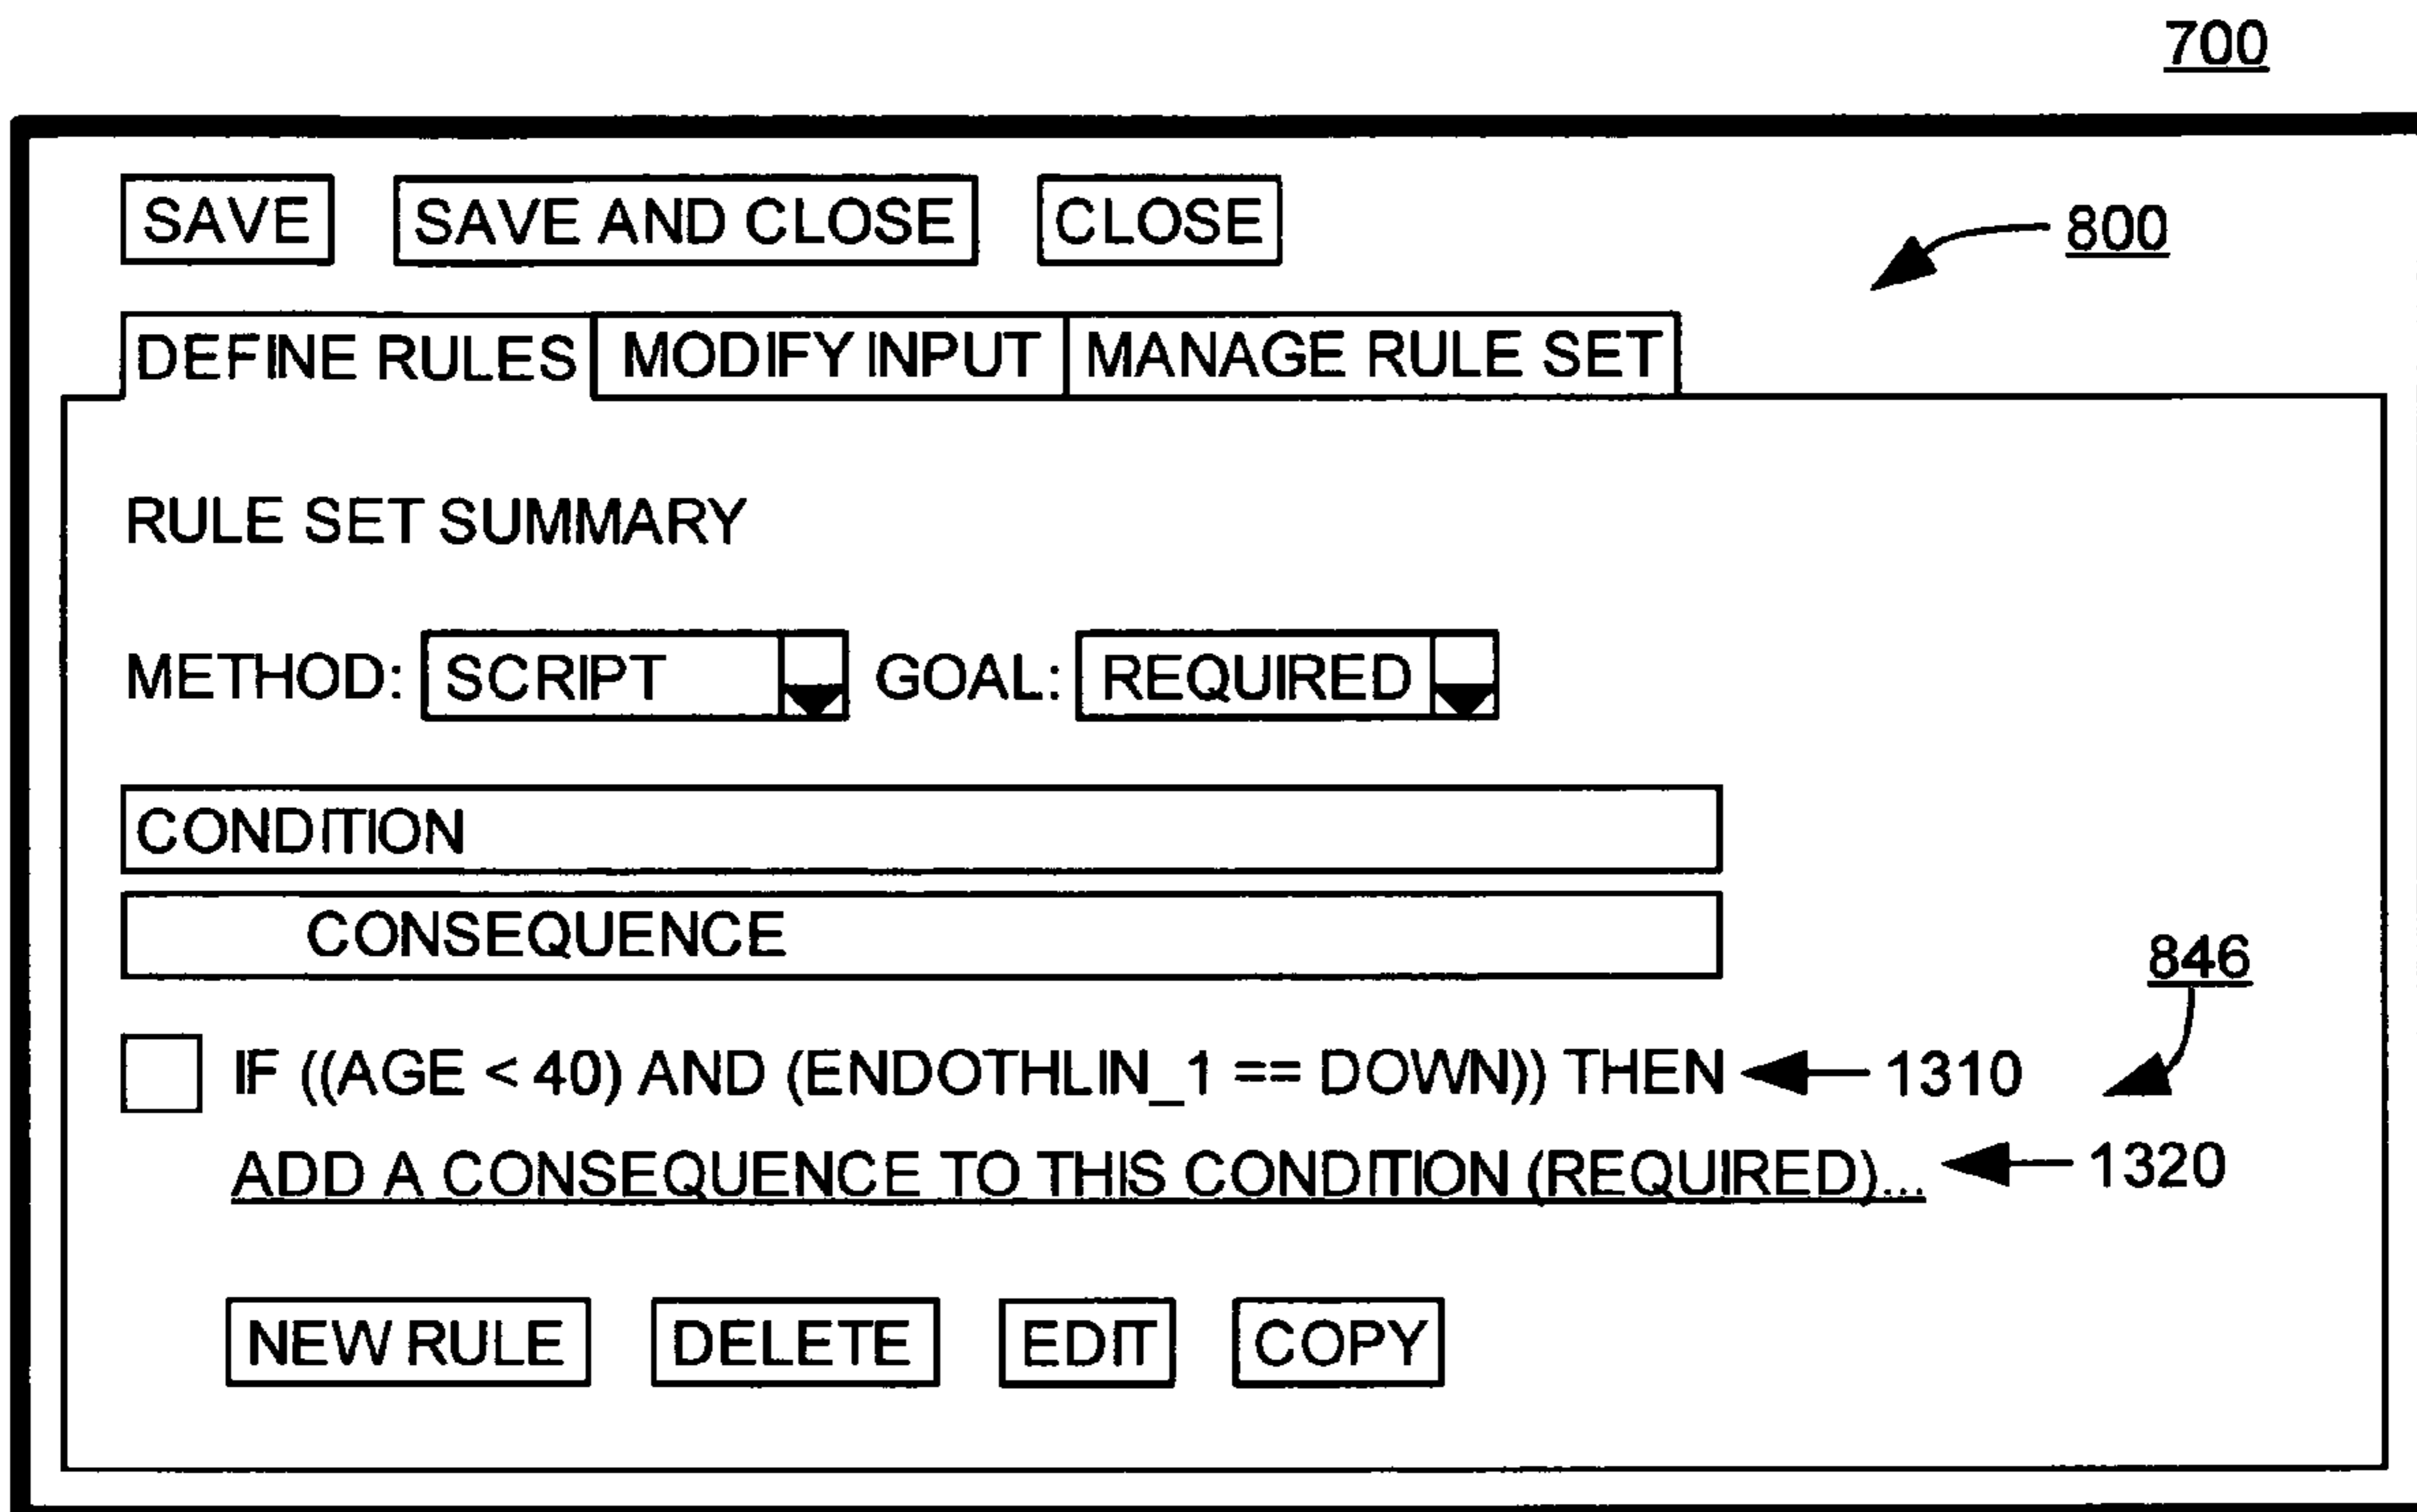 700
SAVE SAVE AND CLOSE CLOSE
800
DEFINE RULES MODIFY INPUT MANAGE RULE SET
RULE SET SUMMARY
METHOD: SCRIPT GOAL: REQUIRED
CONDITION
CONSEQUENCE
846
IF ((AGE < 40) AND (ENDOTHLIN_1 == DOWN)) THEN 1310
ADD A CONSEQUENCE TO THIS CONDITION (REQUIRED)... 1320
NEW RULE DELETE EDIT COPY